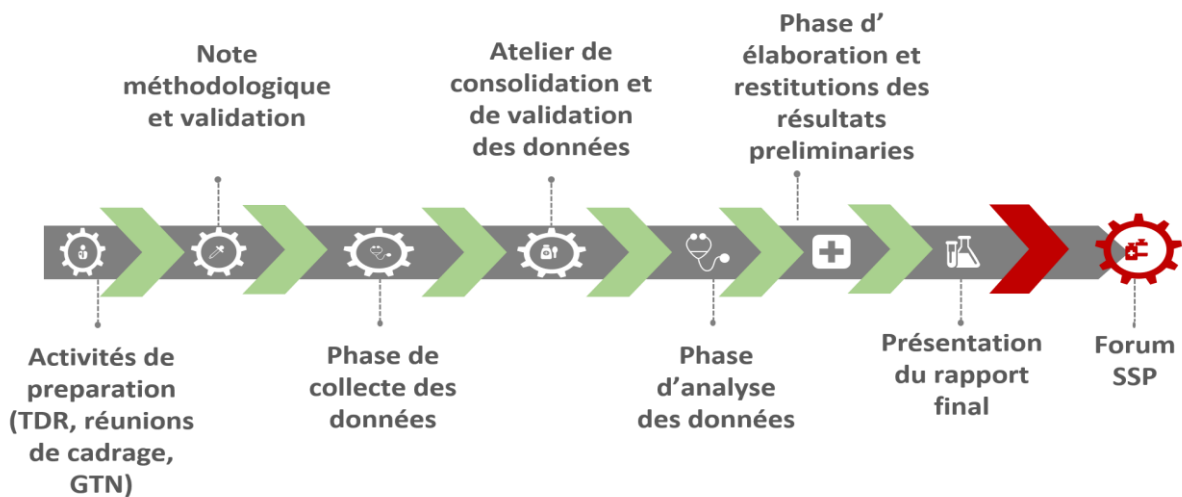 Note
méthodologique
et validation
Atelier de
consolidation et
de validation
des données
Phase d’
élaboration et
restitutions des
résultats
preliminaries
Activités de
preparation
(TDR, réunions
de cadrage,
GTN)
Phase de
collecte des
données
Phase
d’analyse
des données
Présentation
du rapport
final
Forum
SSP